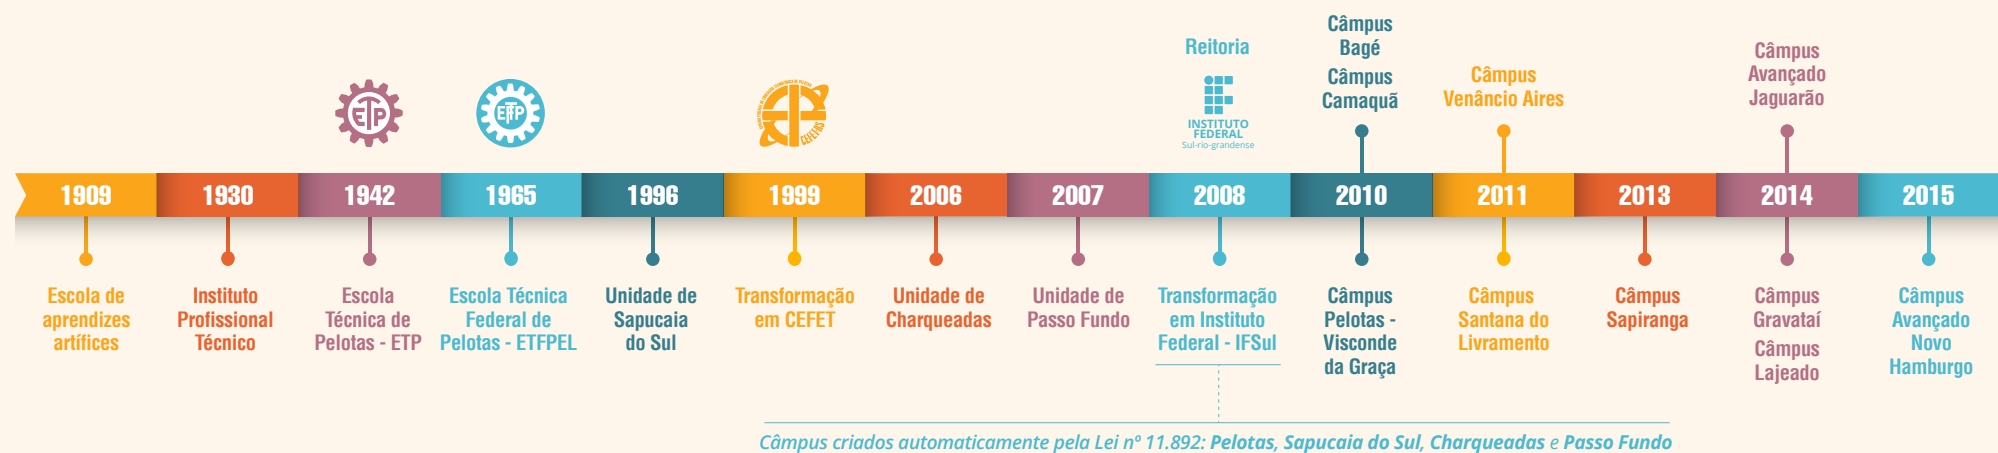 Câmpus
Bagé
Câmpus
Camaquã
Reitoria
INSTITUTO
FEDERAL
Sul-rio-grandense
Câmpus
Venâncio Aires
Câmpus
Avançado
Jaguarão
ETP
ETFP
CEFETRS
1909
1930
1942
1965
1996
1999
2006
2007
2008
2010
2011
2013
2014
2015
Escola de
aprendizes
artífices
Instituto
Profissional
Técnico
Escola
Técnica de
Pelotas - ETP
Escola Técnica
Federal de
Pelotas - ETFPEL
Unidade de
Sapucaia
do Sul
Transformação
em CEFET
Unidade de
Charqueadas
Unidade de
Passo Fundo
Transformação
em Instituto
Federal - IFSul
Câmpus
Pelotas -
Visconde
da Graça
Câmpus
Santana do
Livramento
Câmpus
Sapiranga
Câmpus
Gravataí
Câmpus
Lajeado
Câmpus
Avançado
Novo
Hamburgo
Câmpus criados automaticamente pela Lei nº 11.892: Pelotas, Sapucaia do Sul, Charqueadas e Passo Fundo